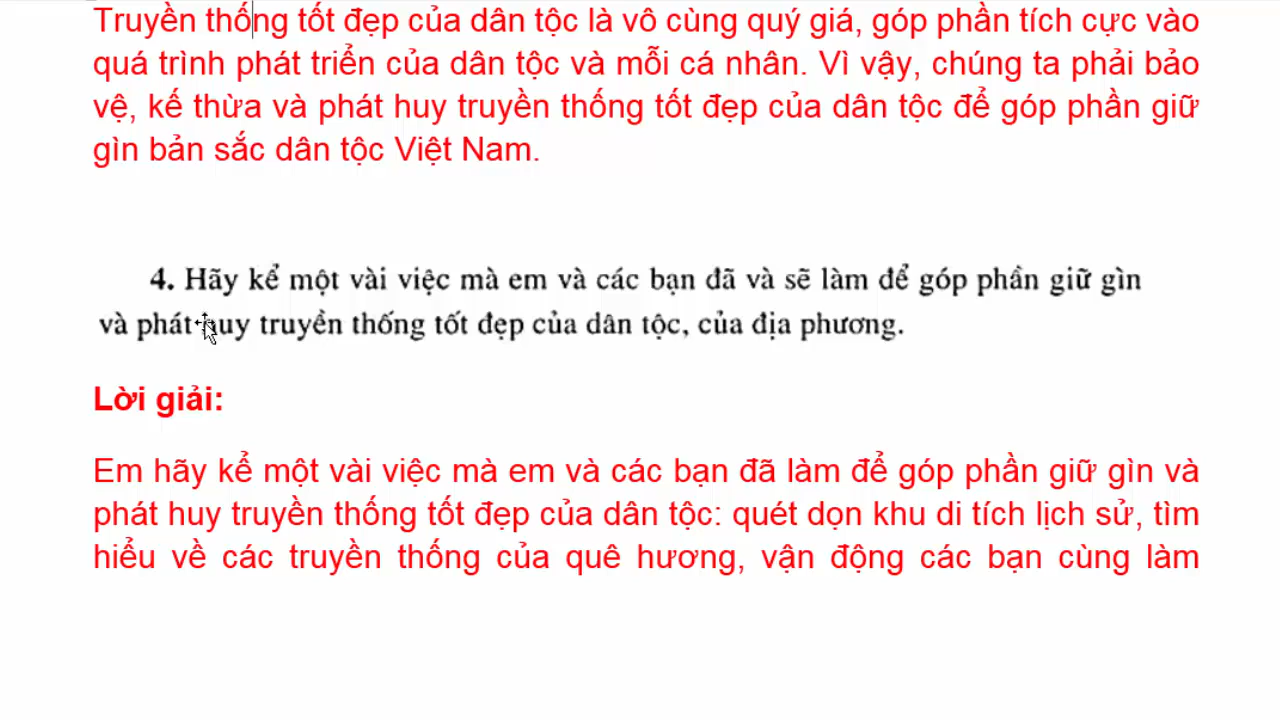 Truyền thống tốt đẹp của dân tộc là vô cùng quý giá, góp phần tích cực vào
quá trình phát triển của dân tộc và mỗi cá nhân. Vì vậy, chúng ta phải bảo
vệ, kế thừa và phát huy truyền thống tốt đẹp của dân tộc để góp phần giữ
gìn bản sắc dân tộc Việt Nam.
4. Hãy kể một vài việc mà em và các bạn đã và sẽ làm để góp phần giữ gìn
và phát huy truyền thống tốt đẹp của dân tộc, của địa phương.
Lời giải:
Em hãy kể một vài việc mà em và các bạn đã làm để góp phần giữ gìn và
phát huy truyền thống tốt đẹp của dân tộc: quét dọn khu di tích lịch sử, tìm
hiểu về các truyền thống của quê hương, vận động các bạn cùng làm